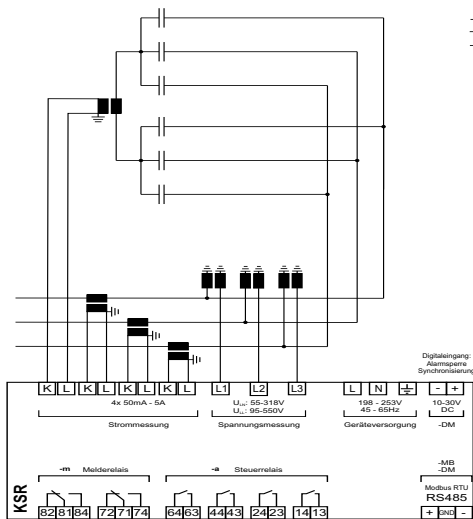 Digitaleingang:
Alarmsperre
Synchronisierung
K L K L K L K L L1 L2 L3 L N - +
4x 50mA - 5A
U_LN: 55-318V
U_LL: 95-550V
198 - 253V
45 - 65Hz
10-30V
DC
Strommessung Spannungsmessung Geräteversorgung -DM
-MB
-DM
-m Melderelais -a Steuerrelais
Modbus RTU
RS485
KSR
82 81 84 72 71 74 64 63 44 43 24 23 14 13 + GND -